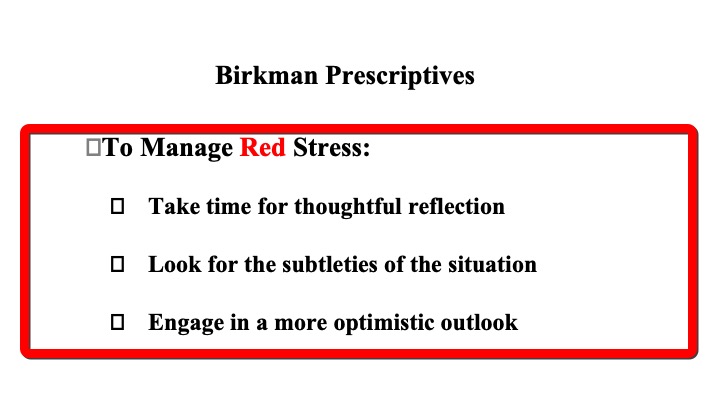 Birkman Prescriptives
To Manage Red Stress:
Take time for thoughtful reflection
Look for the subtleties of the situation
Engage in a more optimistic outlook